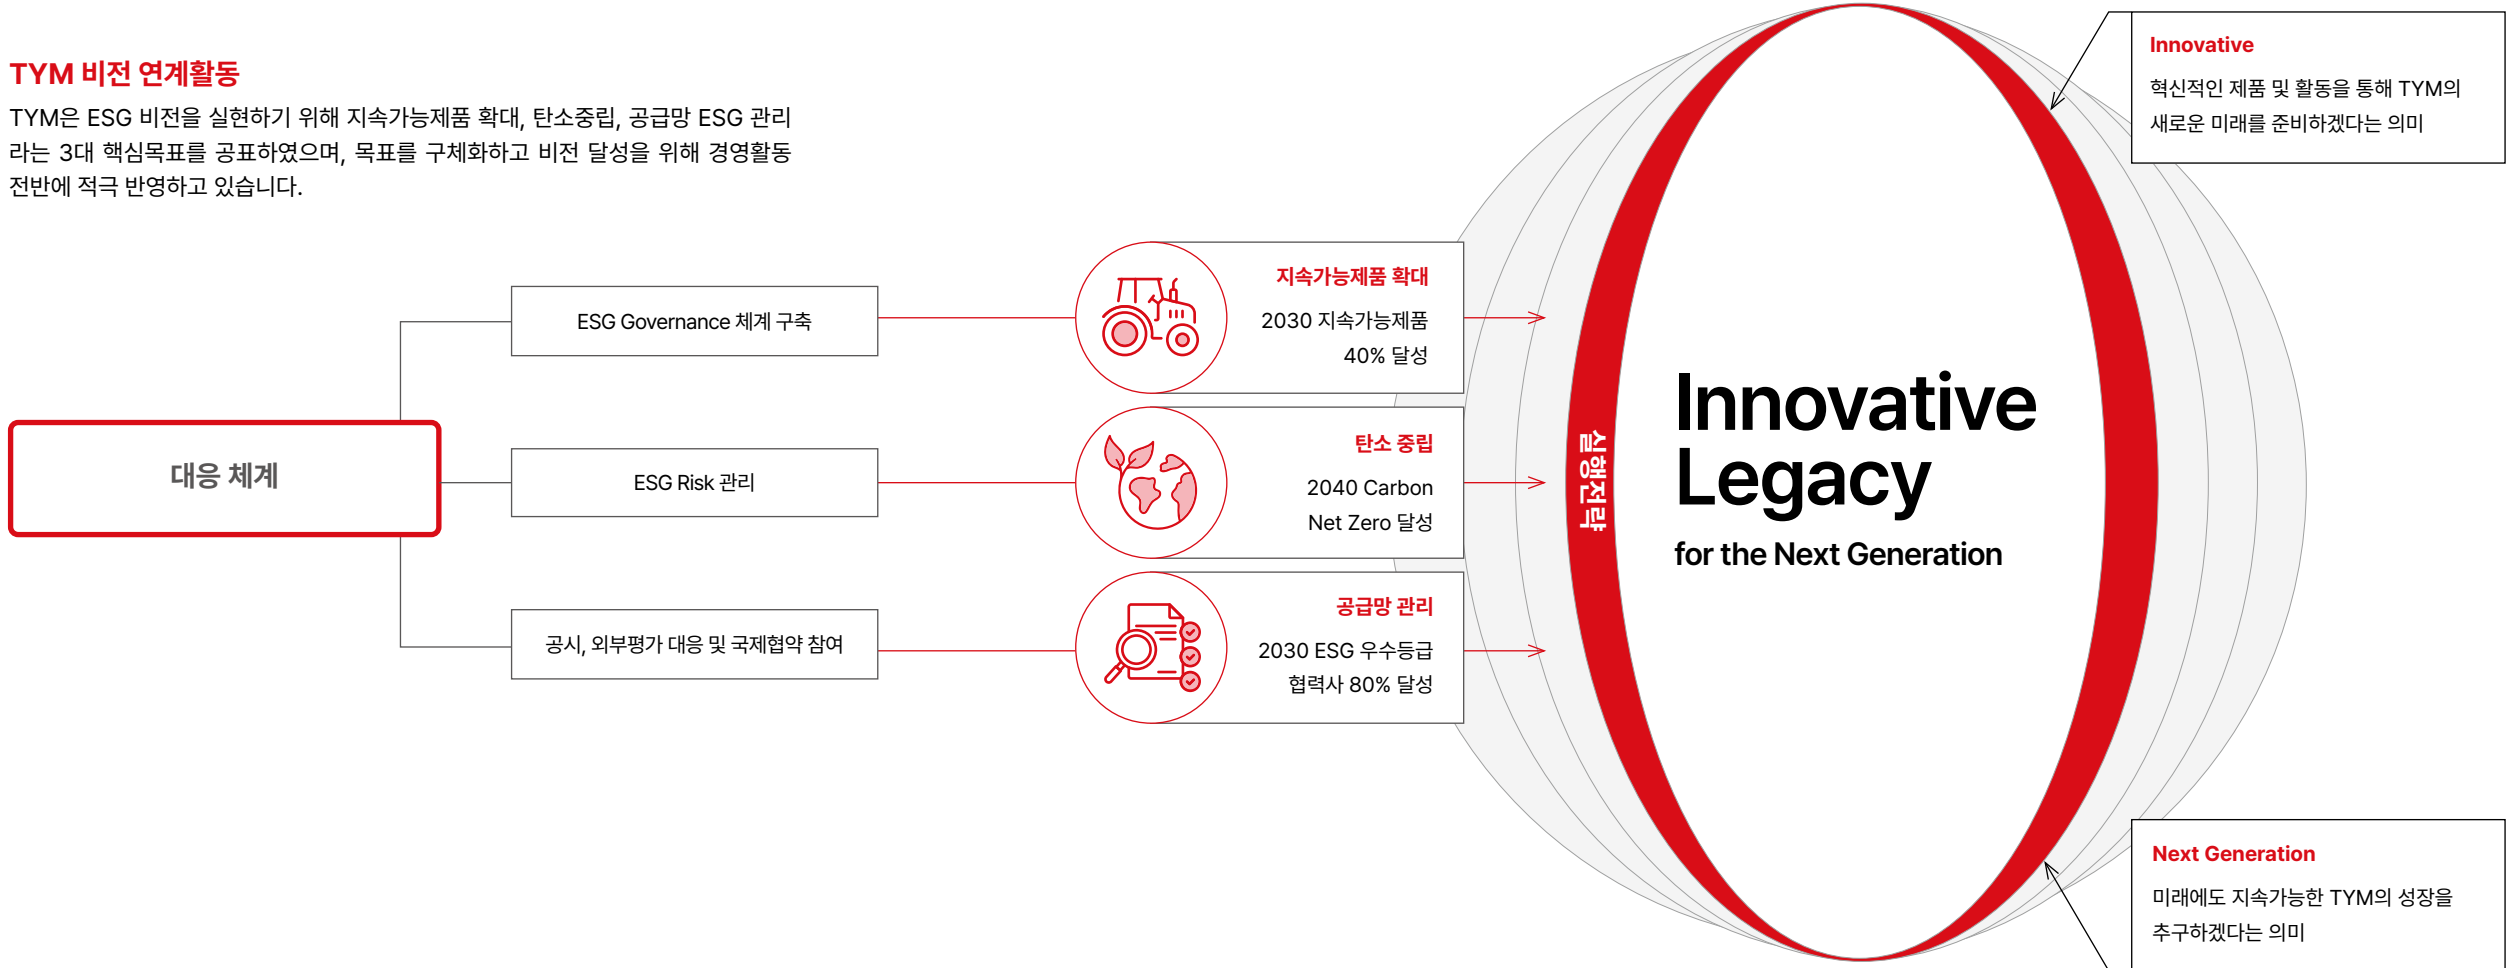 TYM 비전 연계활동
TYM은 ESG 비전을 실현하기 위해 지속가능제품 확대, 탄소중립, 공급망 ESG 관리
라는 3대 핵심목표를 공표하였으며, 목표를 구체화하고 비전 달성을 위해 경영활동
전반에 적극 반영하고 있습니다.
대응 체계
ESG Governance 체계 구축
ESG Risk 관리
공시, 외부평가 대응 및 국제협약 참여
지속가능제품 확대
2030 지속가능제품
40% 달성
탄소 중립
2040 Carbon
Net Zero 달성
공급망 관리
2030 ESG 우수등급
협력사 80% 달성
실행전략
Innovative
Legacy
for the Next Generation
Innovative
혁신적인 제품 및 활동을 통해 TYM의
새로운 미래를 준비하겠다는 의미
Next Generation
미래에도 지속가능한 TYM의 성장을
추구하겠다는 의미